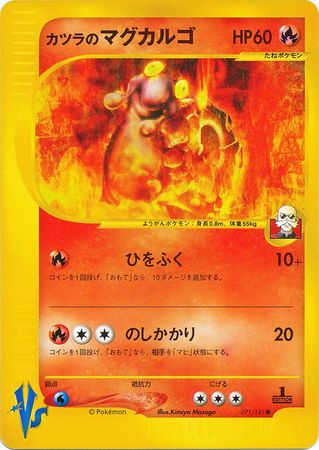 カツラのマグカルゴ HP60
たねポケモン
ようがんポケモン：身長0.8m、体重55kg
ひをふく 10+
コインを1回投げ、「おもて」なら、10ダメージを追加する。
のしかかり 20
コインを1回投げ、「おもて」なら、相手を「マヒ」状態にする。
弱点 抵抗力 にげる
VS
©Pokémon Illus.Kimiya Masago 071/141●
1 EDITION